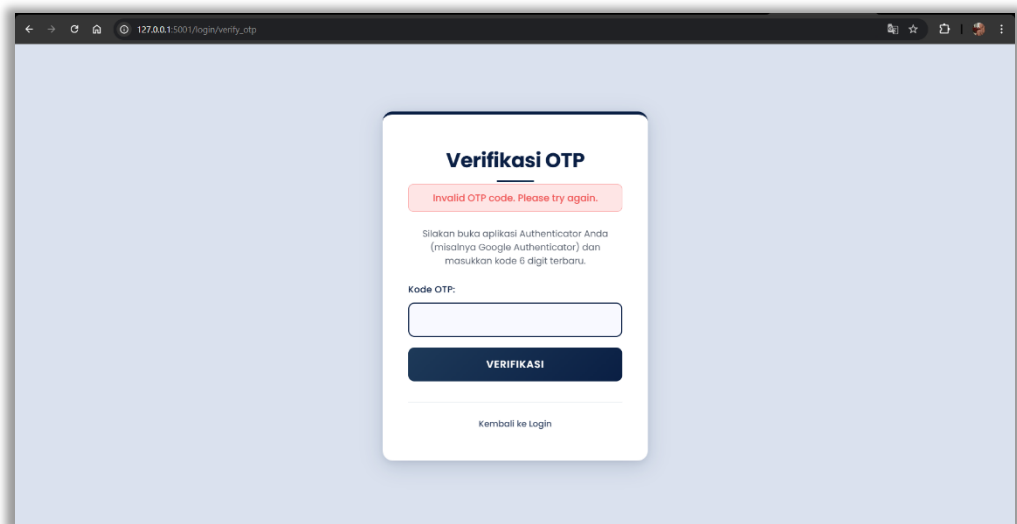 127.0.0.1:5001/login/verify_otp
Verifikasi OTP
Invalid OTP code. Please try again.
Silakan buka aplikasi Authenticator Anda
(misalnya Google Authenticator) dan
masukkan kode 6 digit terbaru.
Kode OTP:
VERIFIKASI
Kembali ke Login